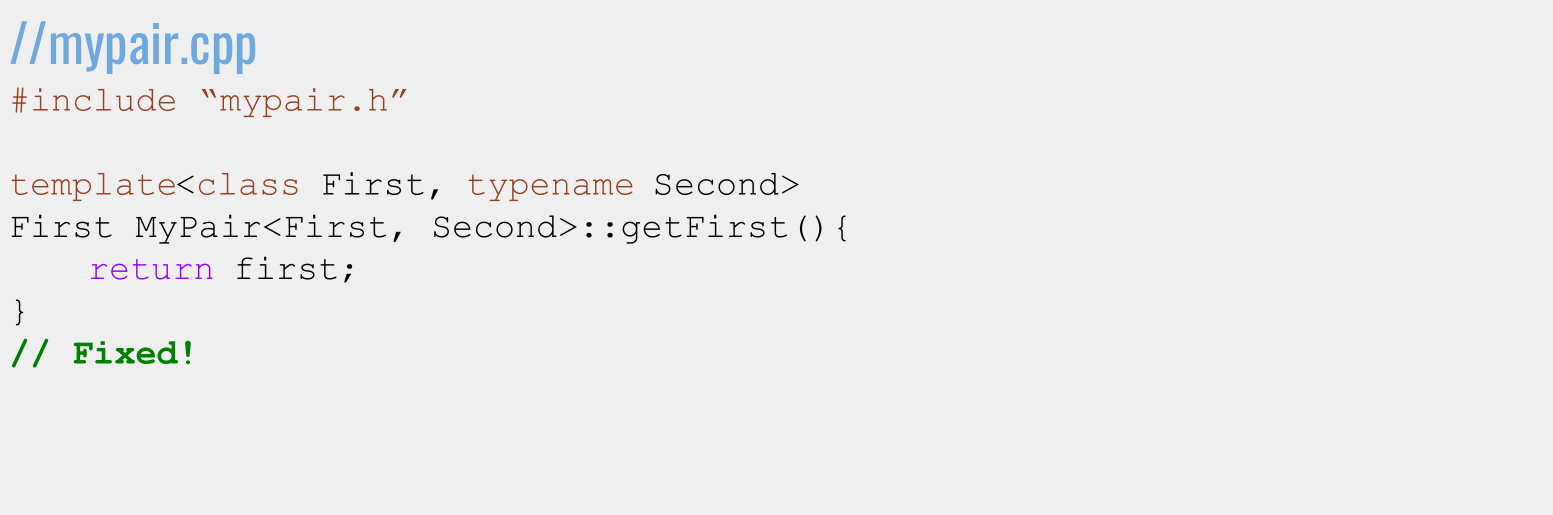 //mypair.cpp
#include “mypair.h”
template<class First, typename Second>
First MyPair<First, Second>::getFirst(){
    return first;
}
// Fixed!